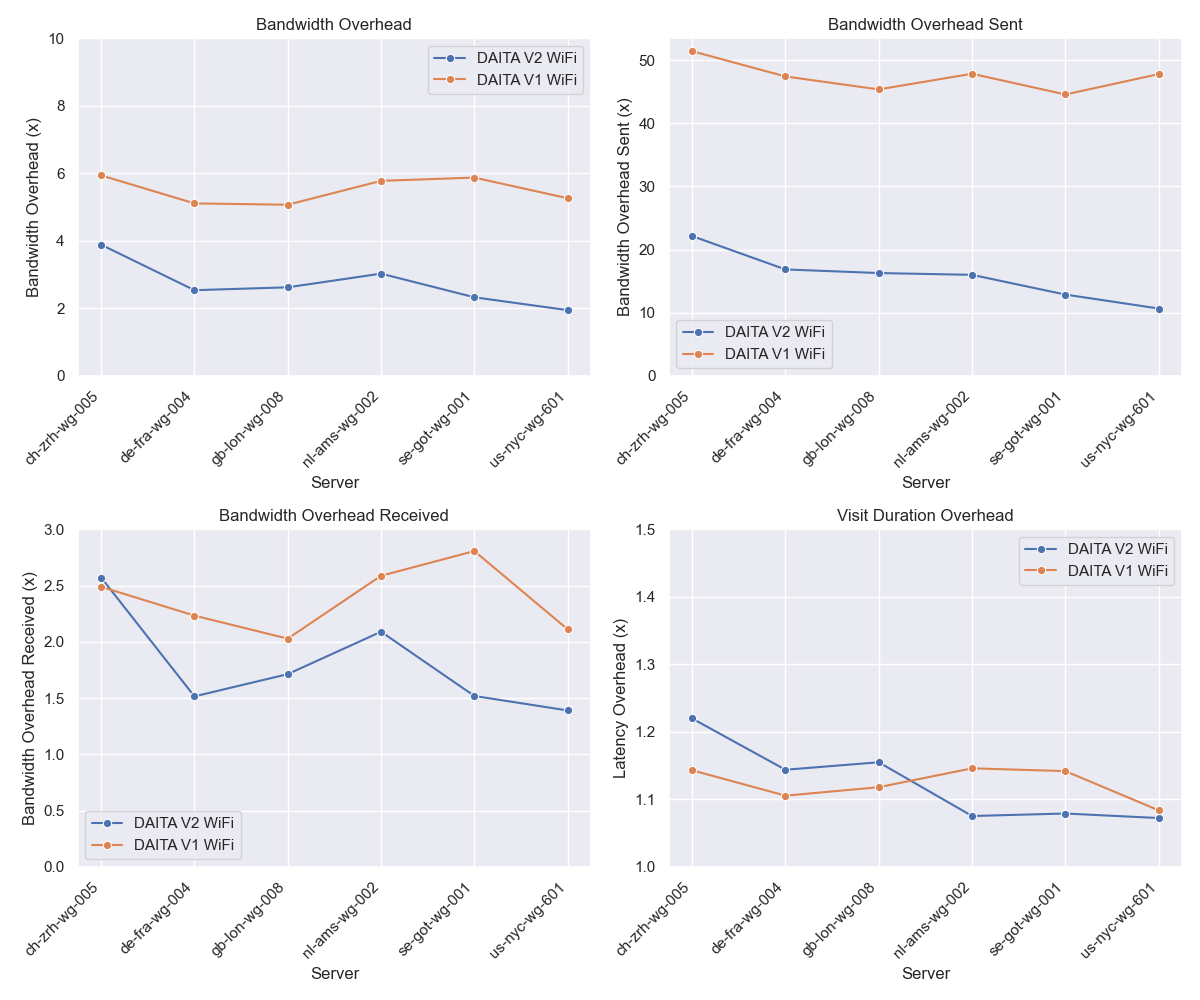 Bandwidth Overhead
Bandwidth Overhead (x)
10
8
6
4
2
0
DAITA V2 WiFi
DAITA V1 WiFi
ch-zrh-wg-005
de-fra-wg-004
gb-lon-wg-008
nl-ams-wg-002
se-got-wg-001
us-nyc-wg-601
Server
Bandwidth Overhead Sent
Bandwidth Overhead Sent (x)
50
40
30
20
10
0
DAITA V2 WiFi
DAITA V1 WiFi
ch-zrh-wg-005
de-fra-wg-004
gb-lon-wg-008
nl-ams-wg-002
se-got-wg-001
us-nyc-wg-601
Server
Bandwidth Overhead Received
Bandwidth Overhead Received (x)
3.0
2.5
2.0
1.5
1.0
0.5
0.0
DAITA V2 WiFi
DAITA V1 WiFi
ch-zrh-wg-005
de-fra-wg-004
gb-lon-wg-008
nl-ams-wg-002
se-got-wg-001
us-nyc-wg-601
Server
Visit Duration Overhead
Latency Overhead (x)
1.5
1.4
1.3
1.2
1.1
1.0
DAITA V2 WiFi
DAITA V1 WiFi
ch-zrh-wg-005
de-fra-wg-004
gb-lon-wg-008
nl-ams-wg-002
se-got-wg-001
us-nyc-wg-601
Server